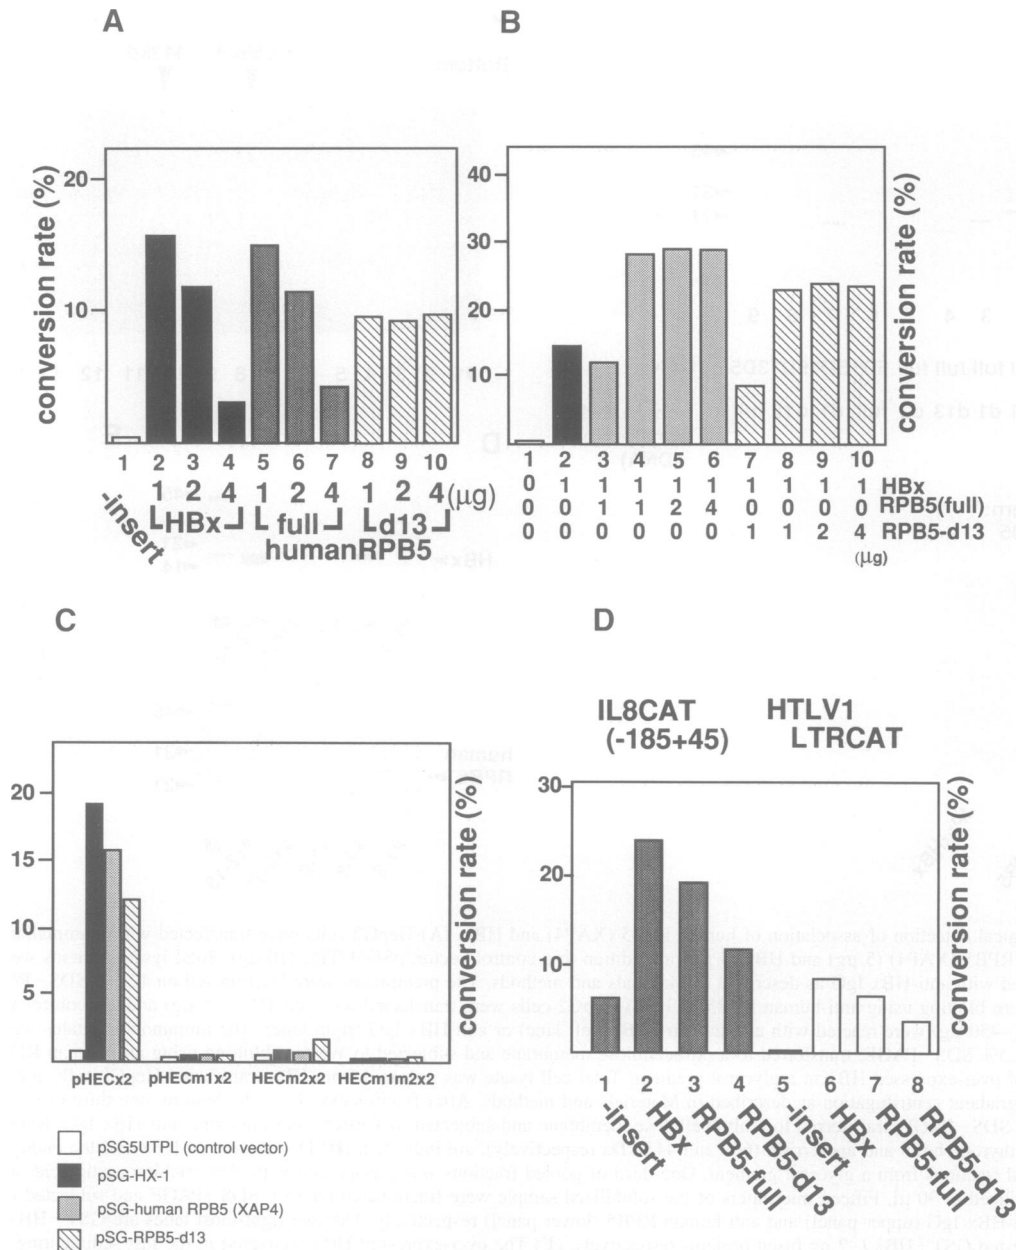 A
conversion rate (%)
20
10
1 2 3 4 5 6 7 8 9 10
-insert 1 2 4 1 2 4 1 2 4 (µg)
HBx full d13
humanRPB5
B
40
30
20
10
conversion rate (%)
1 2 3 4 5 6 7 8 9 10
0 1 1 1 1 1 1 1 1 1 HBx
0 0 1 1 2 4 0 0 0 0 RPB5(full)
0 0 0 0 0 0 1 1 2 4 RPB5-d13
(µg)
C
20
15
10
5
conversion rate (%)
pHECx2 pHECm1x2 HECm2x2 HECm1m2x2
pSG5UTPL (control vector)
pSG-HX-1
pSG-human RPB5 (XAP4)
pSG-RPB5-d13
D
IL8CAT
(-185+45)
HTLV1
LTRCAT
30
20
10
conversion rate (%)
1 2 3 4 5 6 7 8
-insert
HBx
RPB5-full
RPB5-d13
-insert
HBx
RPB5-full
RPB5-d13